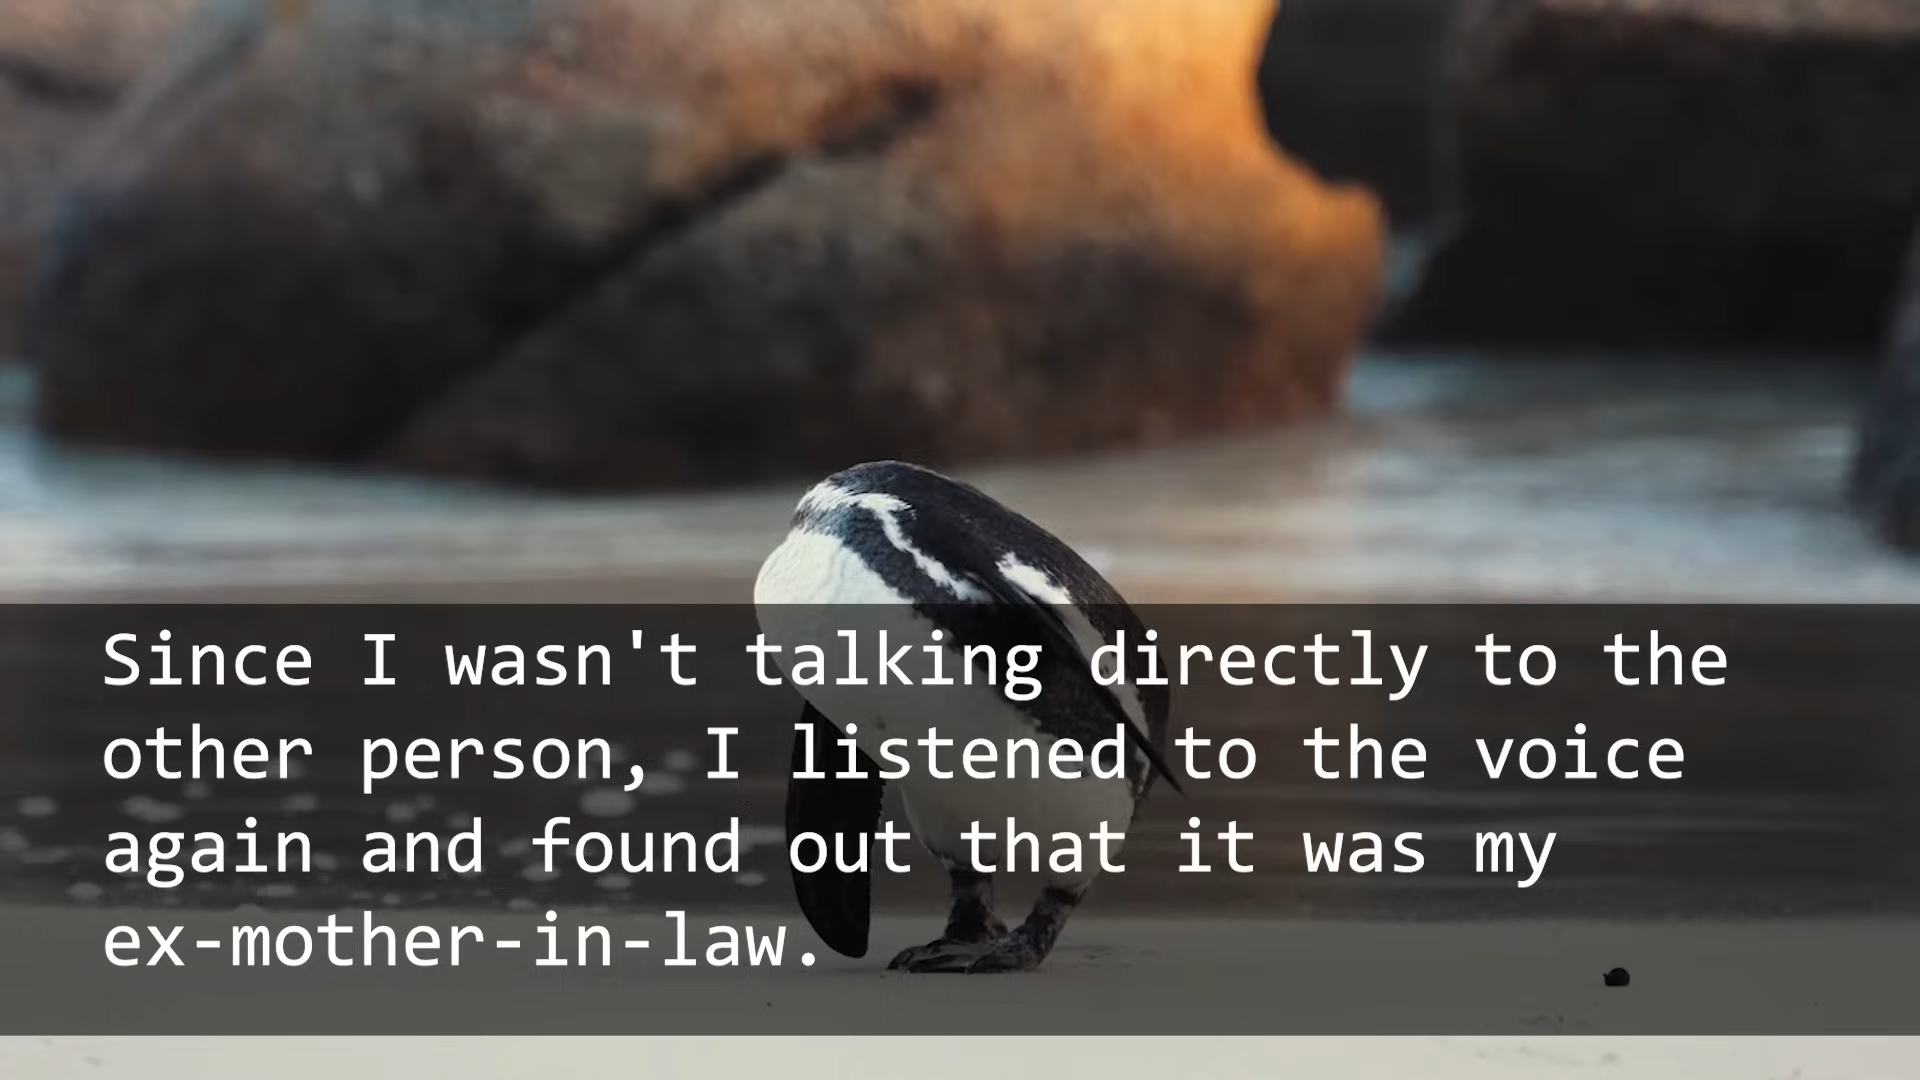 Since I wasn't talking directly to the
other person, I listened to the voice
again and found out that it was my
ex-mother-in-law.